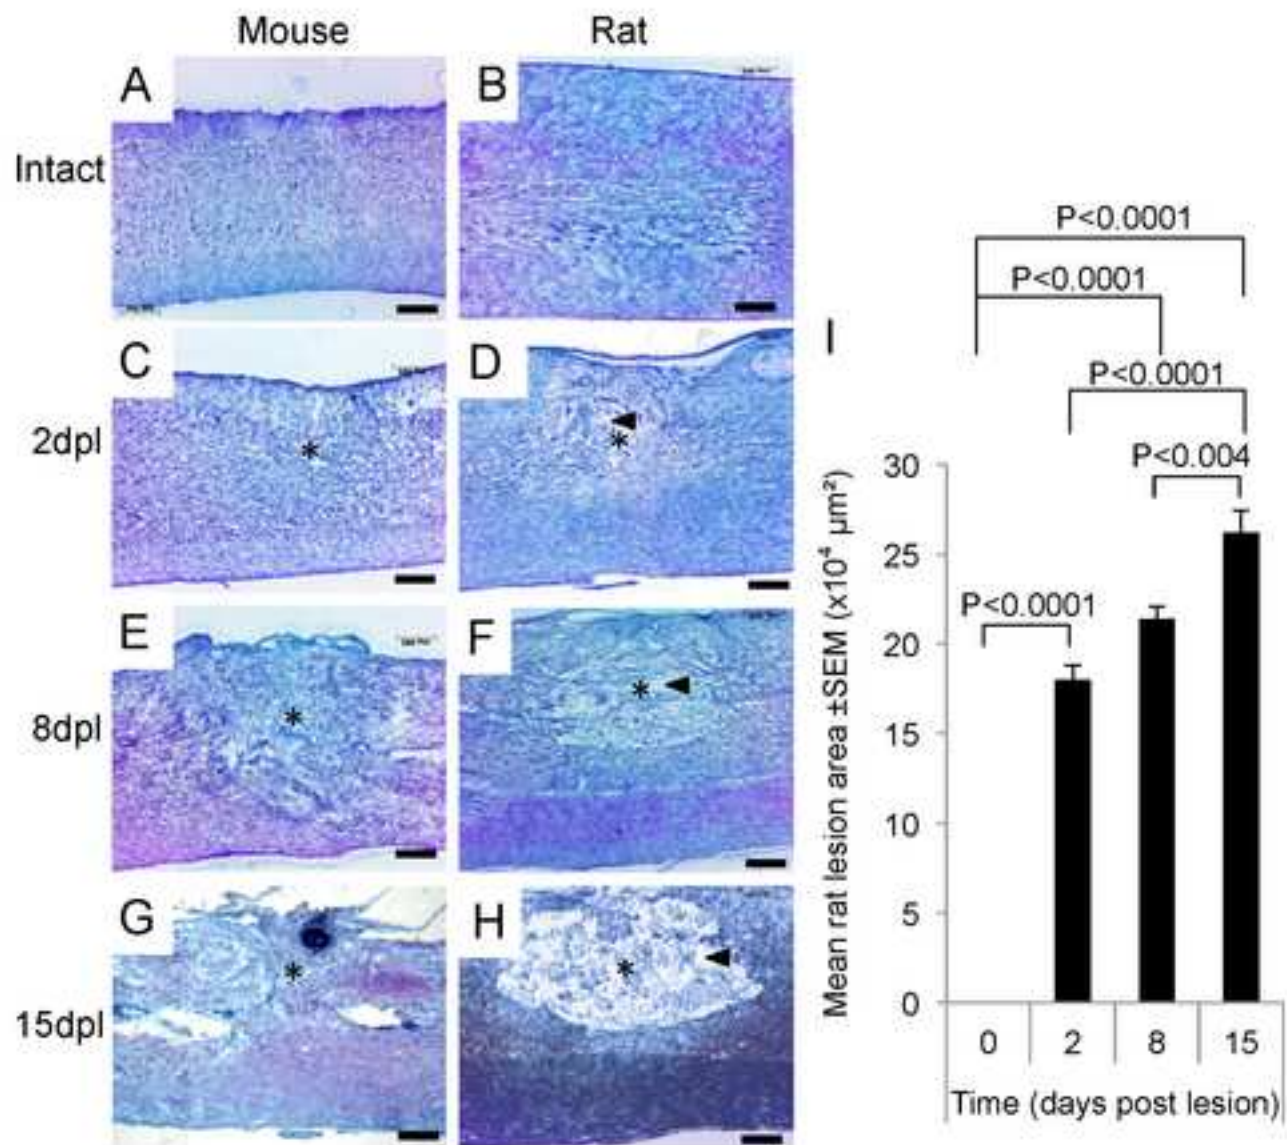 Mouse Rat
A B
Intact
C D
2dpl
*
*
E F
8dpl
*
*
G H
15dpl
*
*
I
P<0.0001
P<0.0001
P<0.0001
P<0.004
P<0.0001
Mean rat lesion area ±SEM (x10⁴ µm²)
30
25
20
15
10
5
0
0 2 8 15
Time (days post lesion)